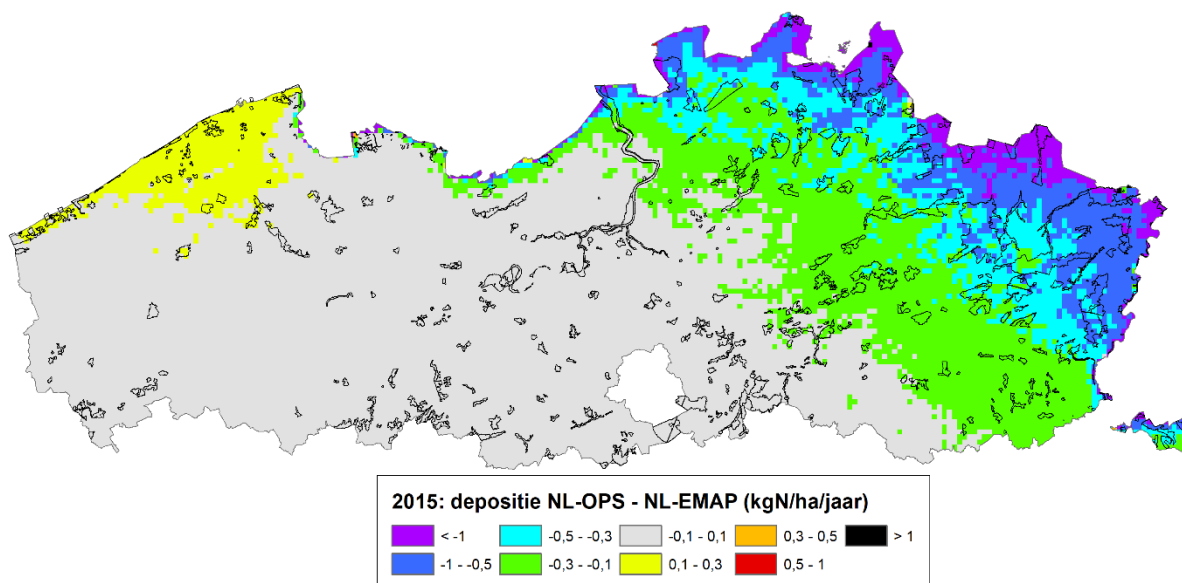 2015: depositie NL-OPS - NL-EMAP (kgN/ha/jaar)
< -1 -0,5 - -0,3 -0,1 - 0,1 0,3 - 0,5 > 1
-1 - -0,5 -0,3 - -0,1 0,1 - 0,3 0,5 - 1